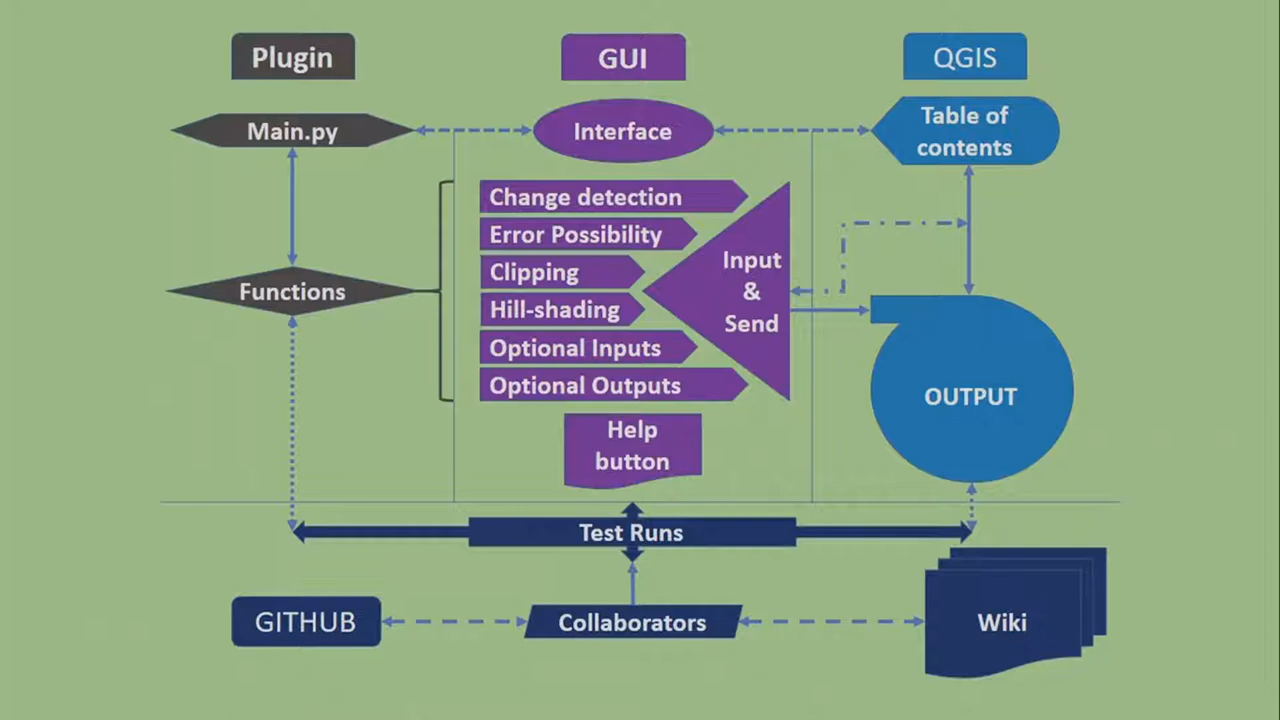 Plugin
GUI
QGIS
Main.py
Interface
Table of
contents
Change detection
Error Possibility
Clipping
Hill-shading
Optional Inputs
Optional Outputs
Input
&
Send
Functions
OUTPUT
Help
button
Test Runs
GITHUB
Collaborators
Wiki